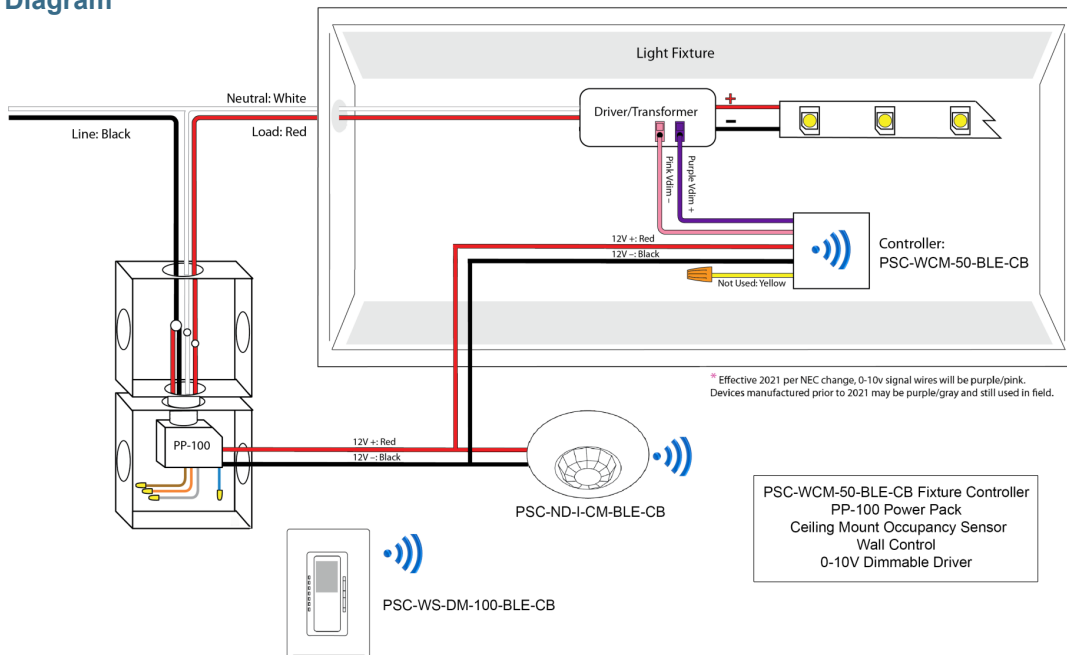 Diagram
Light Fixture
Neutral: White
Line: Black
Load: Red
Driver/Transformer
+
−
Pink Vdim −
Purple Vdim +
12V +: Red
12V −: Black
Not Used: Yellow
Controller:
PSC-WCM-50-BLE-CB
* Effective 2021 per NEC change, 0-10v signal wires will be purple/pink.
Devices manufactured prior to 2021 may be purple/gray and still used in field.
PP-100
12V +: Red
12V −: Black
PSC-ND-I-CM-BLE-CB
PSC-WS-DM-100-BLE-CB
PSC-WCM-50-BLE-CB Fixture Controller
PP-100 Power Pack
Ceiling Mount Occupancy Sensor
Wall Control
0-10V Dimmable Driver